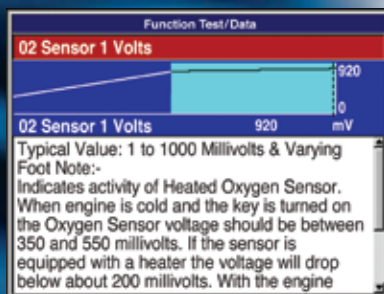 Function Test/Data
02 Sensor 1 Volts
920
0
02 Sensor 1 Volts 920 mV
Typical Value: 1 to 1000 Millivolts & Varying
Foot Note:-
Indicates activity of Heated Oxygen Sensor.
When engine is cold and the key is turned on
the Oxygen Sensor voltage should be between
350 and 550 millivolts. If the sensor is
equipped with a heater the voltage will drop
below about 200 millivolts. With the engine